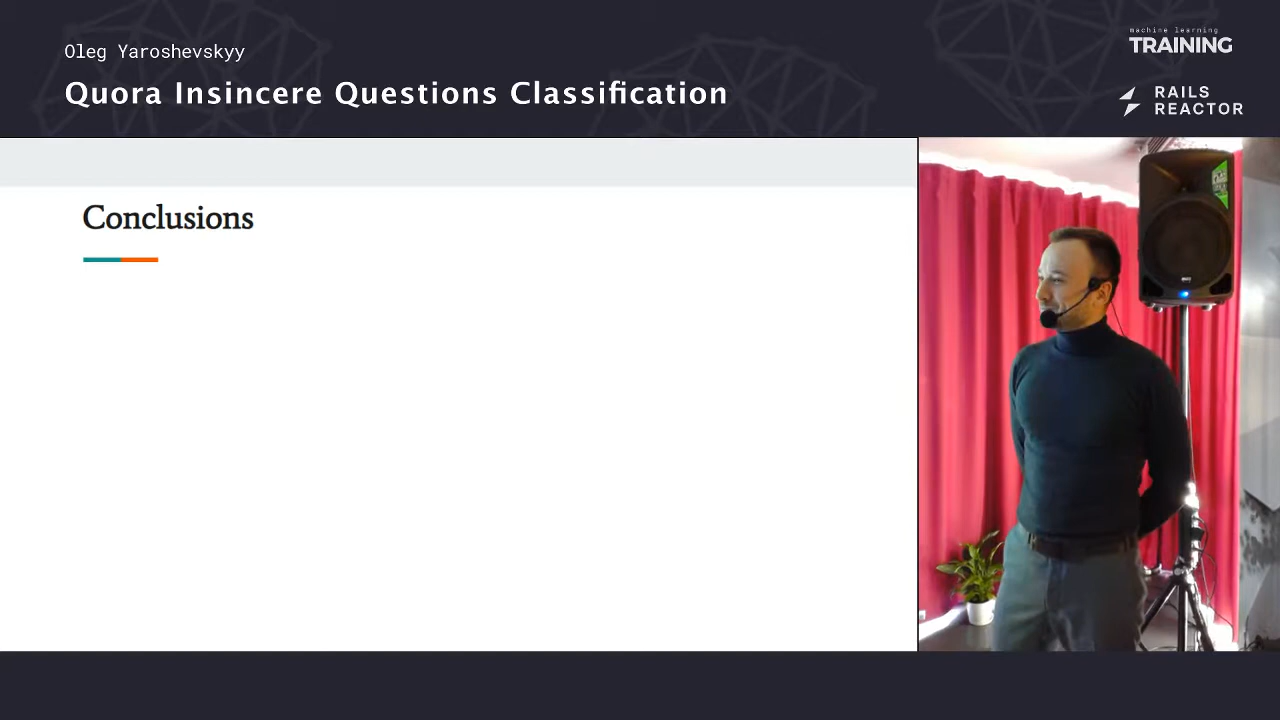 Oleg Yaroshevskyy
Quora Insincere Questions Classification
machine learning
TRAINING
RAILS
REACTOR
Conclusions